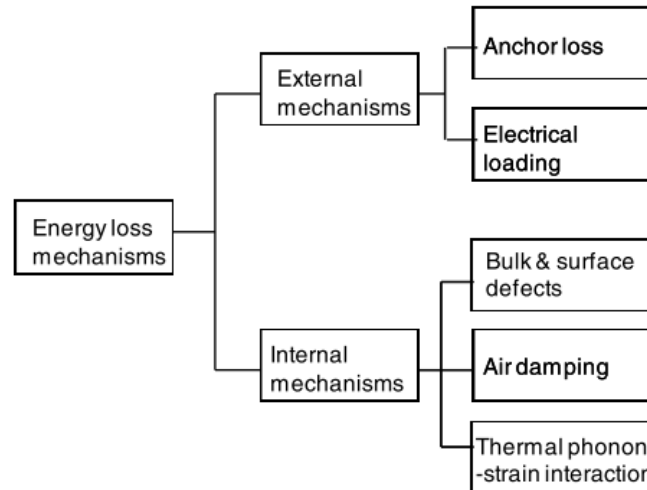 Energy loss
mechanisms
External
mechanisms
Anchor loss
Electrical
loading
Internal
mechanisms
Bulk & surface
defects
Air damping
Thermal phonon
-strain interaction